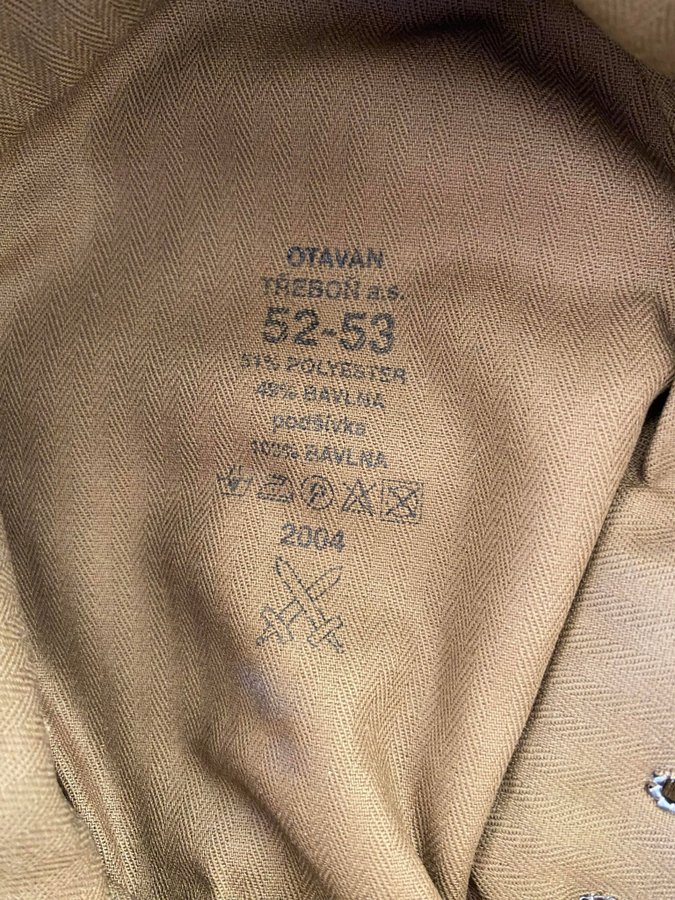 OTAVAN
TŘEBOŇ a.s.
52-53
51% POLYESTER
49% BAVLNA
podšívka
100% BAVLNA
2004